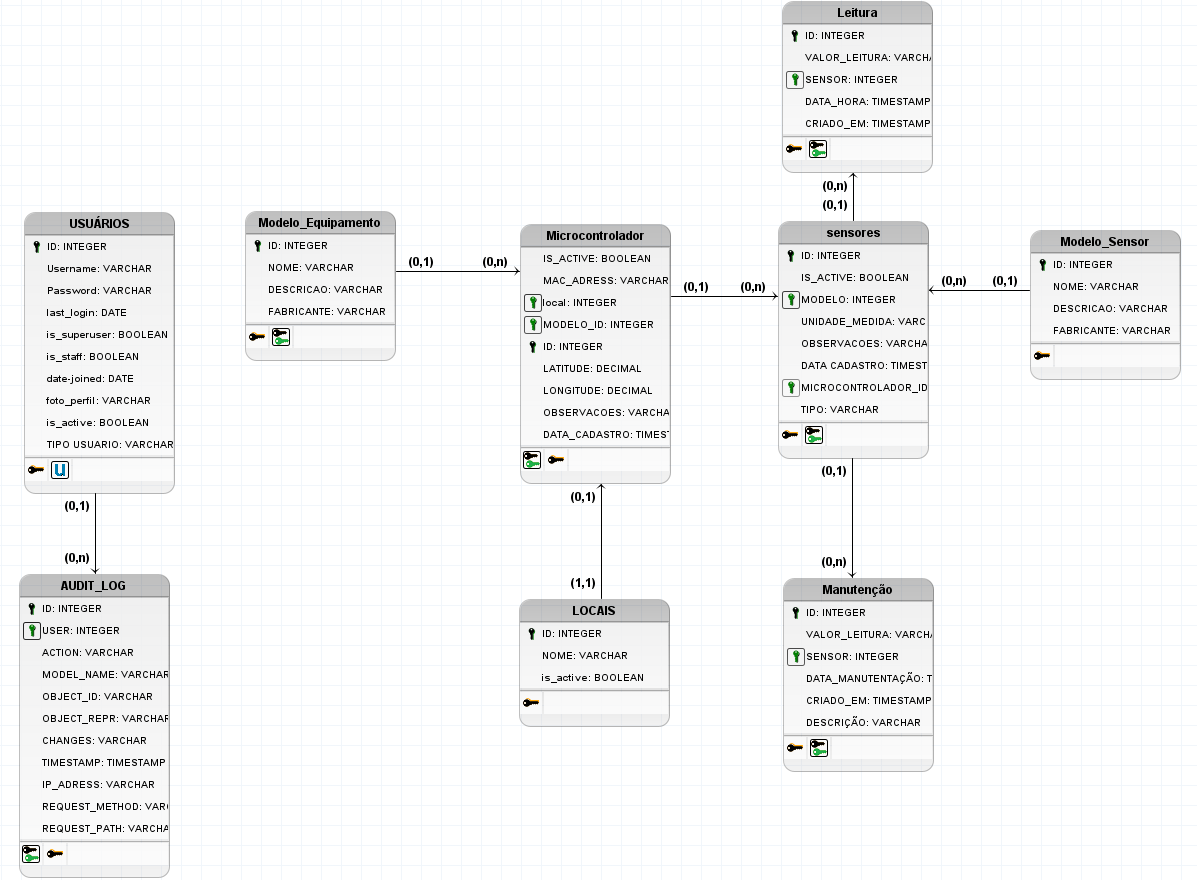 Leitura
ID: INTEGER
VALOR_LEITURA: VARCHA
SENSOR: INTEGER
DATA_HORA: TIMESTAMP
CRIADO_EM: TIMESTAMP
(0,n)
(0,1)
USUÁRIOS
ID: INTEGER
Username: VARCHAR
Password: VARCHAR
last_login: DATE
is_superuser: BOOLEAN
is_staff: BOOLEAN
date-joined: DATE
foto_perfil: VARCHAR
is_active: BOOLEAN
TIPO USUARIO: VARCHAR
U
(0,1)
(0,n)
Modelo_Equipamento
ID: INTEGER
NOME: VARCHAR
DESCRICAO: VARCHAR
FABRICANTE: VARCHAR
(0,1)
(0,n)
Microcontrolador
IS_ACTIVE: BOOLEAN
MAC_ADRESS: VARCHAR
local: INTEGER
MODELO_ID: INTEGER
ID: INTEGER
LATITUDE: DECIMAL
LONGITUDE: DECIMAL
OBSERVACOES: VARCHA
DATA_CADASTRO: TIMEST
(0,1)
(0,n)
sensores
ID: INTEGER
IS_ACTIVE: BOOLEAN
MODELO: INTEGER
UNIDADE_MEDIDA: VARC
OBSERVACOES: VARCHA
DATA CADASTRO: TIMEST
MICROCONTROLADOR_ID
TIPO: VARCHAR
(0,n)
(0,1)
Modelo_Sensor
ID: INTEGER
NOME: VARCHAR
DESCRICAO: VARCHAR
FABRICANTE: VARCHAR
(0,1)
(1,1)
(0,1)
(0,n)
AUDIT_LOG
ID: INTEGER
USER: INTEGER
ACTION: VARCHAR
MODEL_NAME: VARCHAR
OBJECT_ID: VARCHAR
OBJECT_REPR: VARCHAR
CHANGES: VARCHAR
TIMESTAMP: TIMESTAMP
IP_ADRESS: VARCHAR
REQUEST_METHOD: VARC
REQUEST_PATH: VARCHA
LOCAIS
ID: INTEGER
NOME: VARCHAR
is_active: BOOLEAN
Manutenção
ID: INTEGER
VALOR_LEITURA: VARCHA
SENSOR: INTEGER
DATA_MANUTENTAÇÃO: T
CRIADO_EM: TIMESTAMP
DESCRIÇÃO: VARCHAR